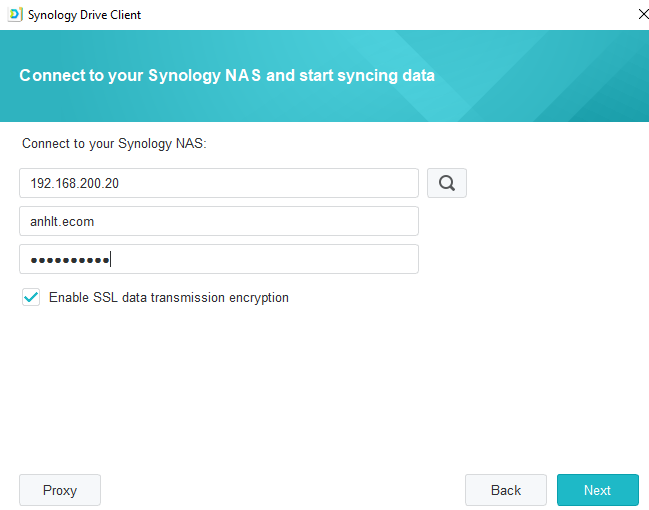 Synology Drive Client
Connect to your Synology NAS and start syncing data
Connect to your Synology NAS:
192.168.200.20
anhlt.ecom
●●●●●●●●●●
Enable SSL data transmission encryption
Proxy
Back
Next